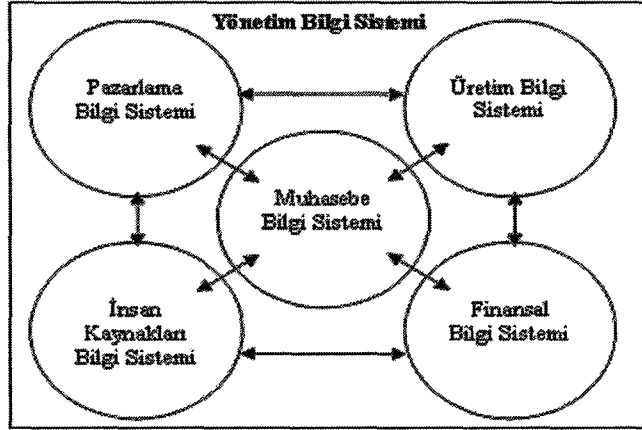 Yönetim Bilgi Sistemi
Pazarlama
Bilgi Sistemi
Üretim Bilgi
Sistemi
Muhasebe
Bilgi Sistemi
İnsan
Kaynakları
Bilgi Sistemi
Finansal
Bilgi Sistemi